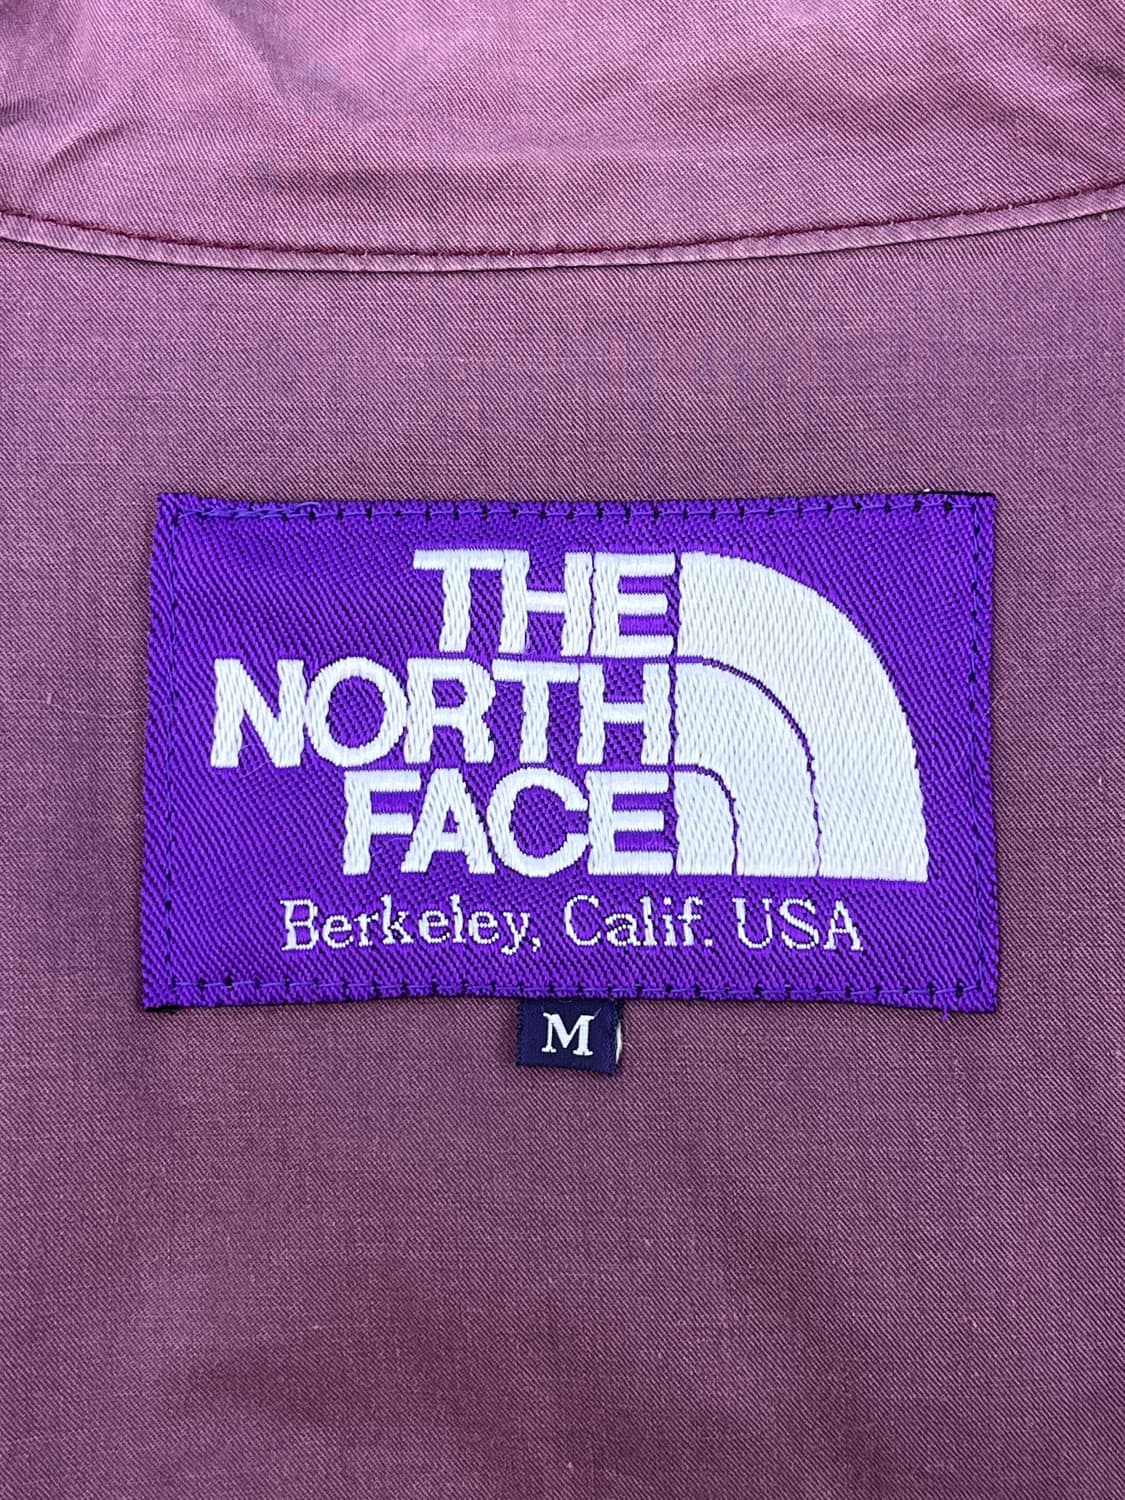 THE
NORTH
FACE
Berkeley, Calif. USA
M